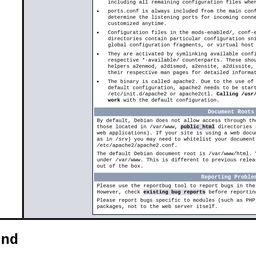 including all remaining configuration files when
ports.conf is always included from the main conf
determine the listening ports for incoming conne
customized anytime.
Configuration files in the mods-enabled/, conf-e
directories contain particular configuration sni
global configuration fragments, or virtual host
They are activated by symlinking available confi
respective *-available/ counterparts. These shou
helpers a2enmod, a2dismod, a2ensite, a2dissite,
their respective man pages for detailed informat
The binary is called apache2. Due to the use of
default configuration, apache2 needs to be start
/etc/init.d/apache2 or apache2ctl. Calling /usr/
work with the default configuration.
Document Roots
By default, Debian does not allow access through th
those located in /var/www, public_html directories
web applications). If your site is using a web docu
as in /srv) you may need to whitelist your document
/etc/apache2/apache2.conf.
The default Debian document root is /var/www/html.
under /var/www. This is different to previous relea
out of the box.
Reporting Problem
Please use the reportbug tool to report bugs in the
However, check existing bug reports before reportin
Please report bugs specific to modules (such as PHP
packages, not to the web server itself.
nd